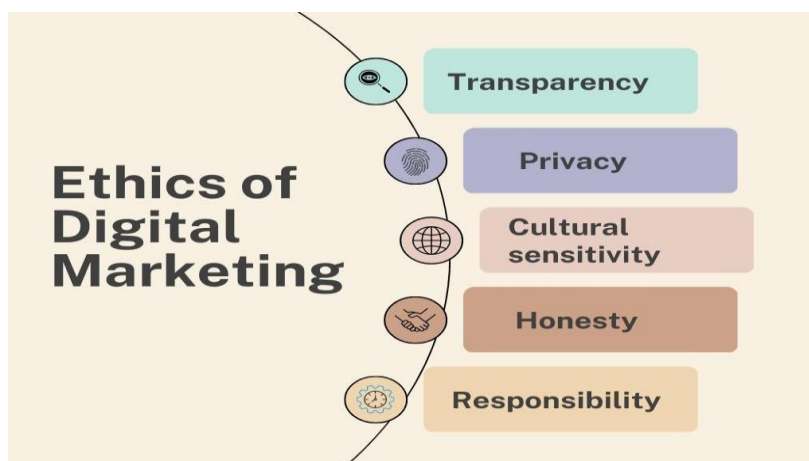 Ethics of
Digital
Marketing
Transparency
Privacy
Cultural
sensitivity
Honesty
Responsibility